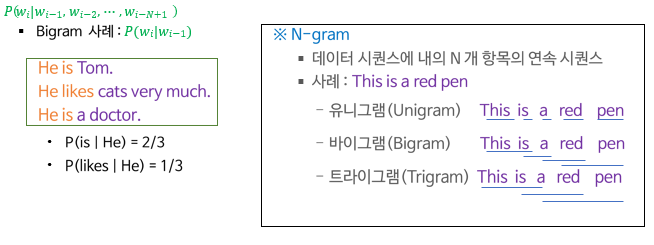 P(w_i|w_{i-1}, w_{i-2}, ⋯, w_{i-N+1})
▪ Bigram 사례 : P(w_i|w_{i-1})
He is Tom.
He likes cats very much.
He is a doctor.
• P(is | He) = 2/3
• P(likes | He) = 1/3
※ N-gram
▪ 데이터 시퀀스에 내의 N 개 항목의 연속 시퀀스
▪ 사례 : This is a red pen
− 유니그램(Unigram) This is a red pen
− 바이그램(Bigram) This is a red pen
− 트라이그램(Trigram) This is a red pen